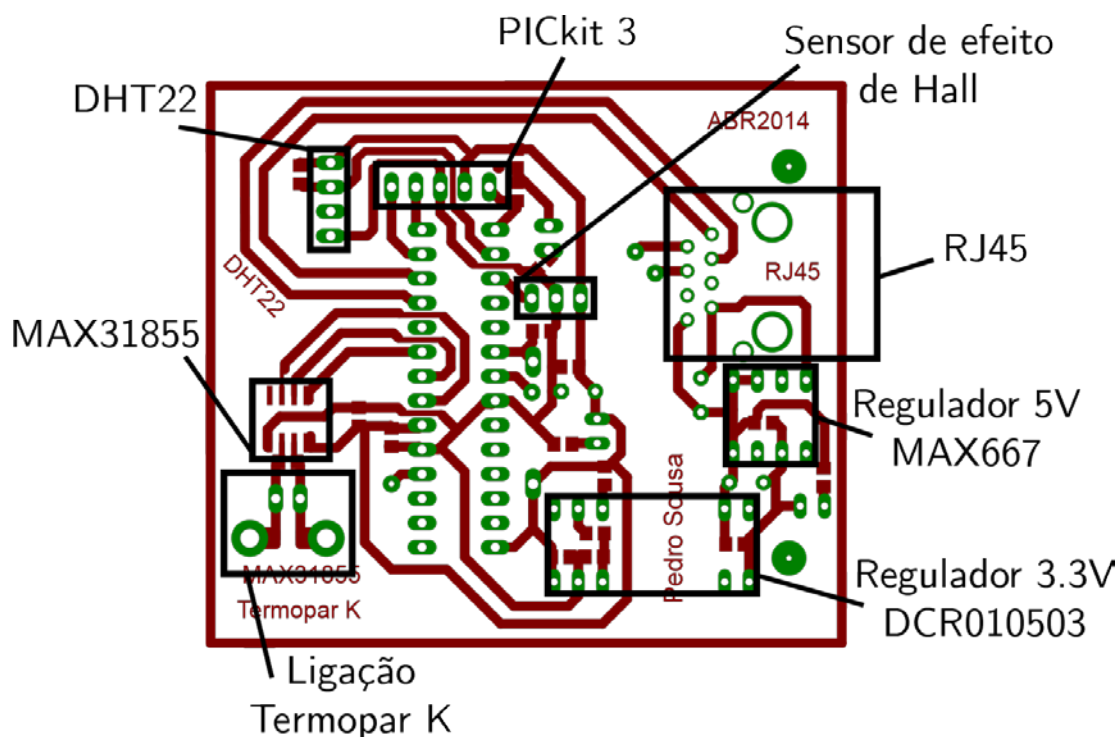 PICkit 3
Sensor de efeito
de Hall
DHT22
ABR2014
RJ45
RJ45
DHT22
MAX31855
Regulador 5V
MAX667
Pedro Sousa
MAX31855
Termopar K
Regulador 3.3V
DCR010503
Ligação
Termopar K